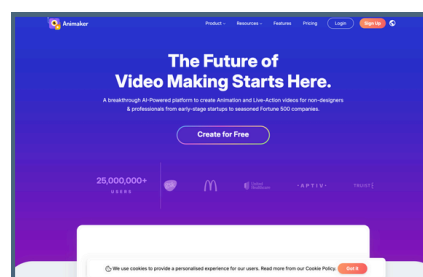 Animaker
Product
Resources
Features
Pricing
Login
Sign Up
The Future of
Video Making Starts Here.
A breakthrough AI-Powered platform to create Animation and Live-Action videos for non-designers
& professionals from early-stage startups to seasoned Fortune 500 companies.
Create for Free
25,000,000+
USERS
· A P T I V ·
TRUST
We use cookies to provide a personalised experience for our users. Read more from our Cookie Policy.
Got it